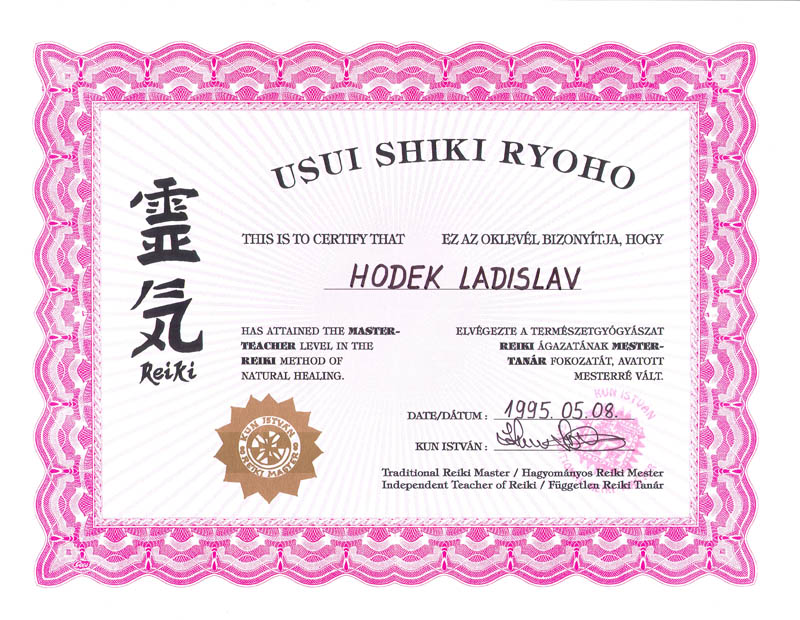 USUI SHIKI RYOHO
靈
気
Reiki
THIS IS TO CERTIFY THAT
EZ AZ OKLEVÉL BIZONYÍTJA, HOGY
HODEK LADISLAV
HAS ATTAINED THE MASTER-
TEACHER LEVEL IN THE
REIKI METHOD OF
NATURAL HEALING.
ELVÉGEZTE A TERMÉSZETGYÓGYÁSZAT
REIKI ÁGAZATÁNAK MESTER-
TANÁR FOKOZATÁT, AVATOTT
MESTERRÉ VÁLT.
KUN ISTVÁN
REIKI MASTER
DATE/DÁTUM : 1995. 05. 08.
KUN ISTVÁN :
KUN ISTVÁN
Traditional Reiki Master / Hagyományos Reiki Mester
Independent Teacher of Reiki / Független Reiki Tanár